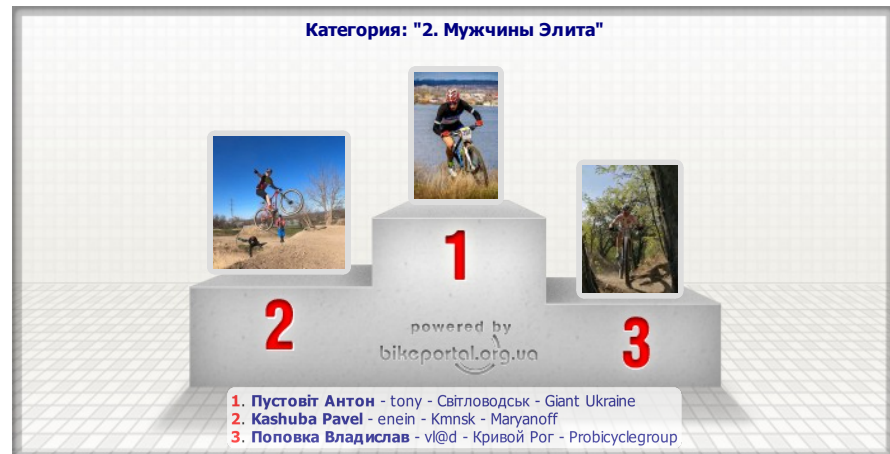 Категория: "2. Мужчины Элита"
1
2
3
powered by
bikeportal.org.ua
1. Пустовіт Антон - tony - Світловодськ - Giant Ukraine
2. Kashuba Pavel - enein - Kmnsk - Maryanoff
3. Поповка Владислав - vl@d - Кривой Рог - Probicyclegroup